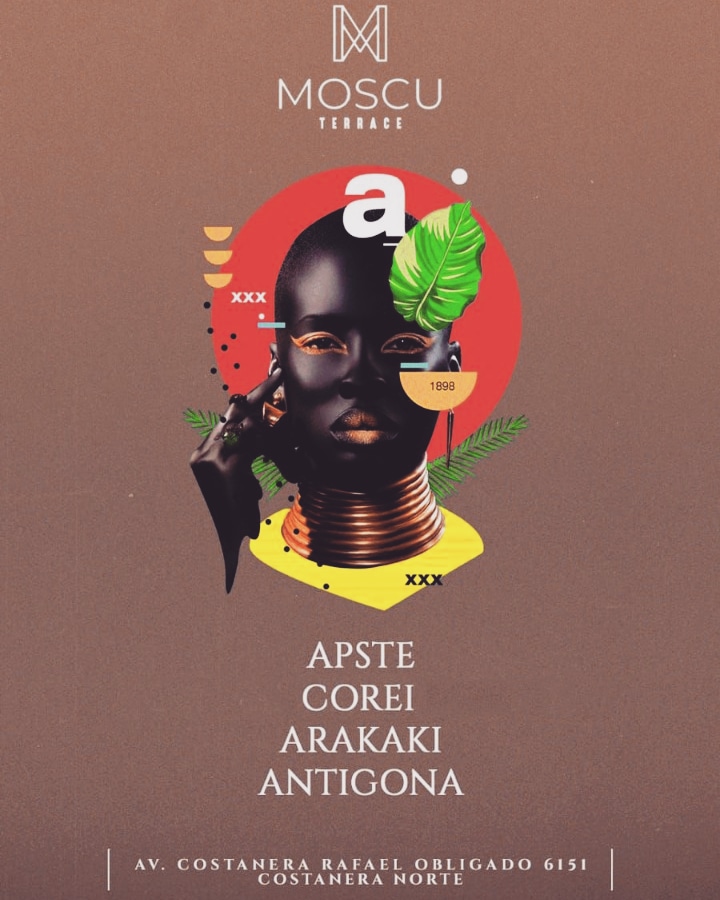 MOSCU
TERRACE
a
xxx
1898
xxx
APSTE
COREI
ARAKAKI
ANTIGONA
AV. COSTANERA RAFAEL OBLIGADO 6151
COSTANERA NORTE